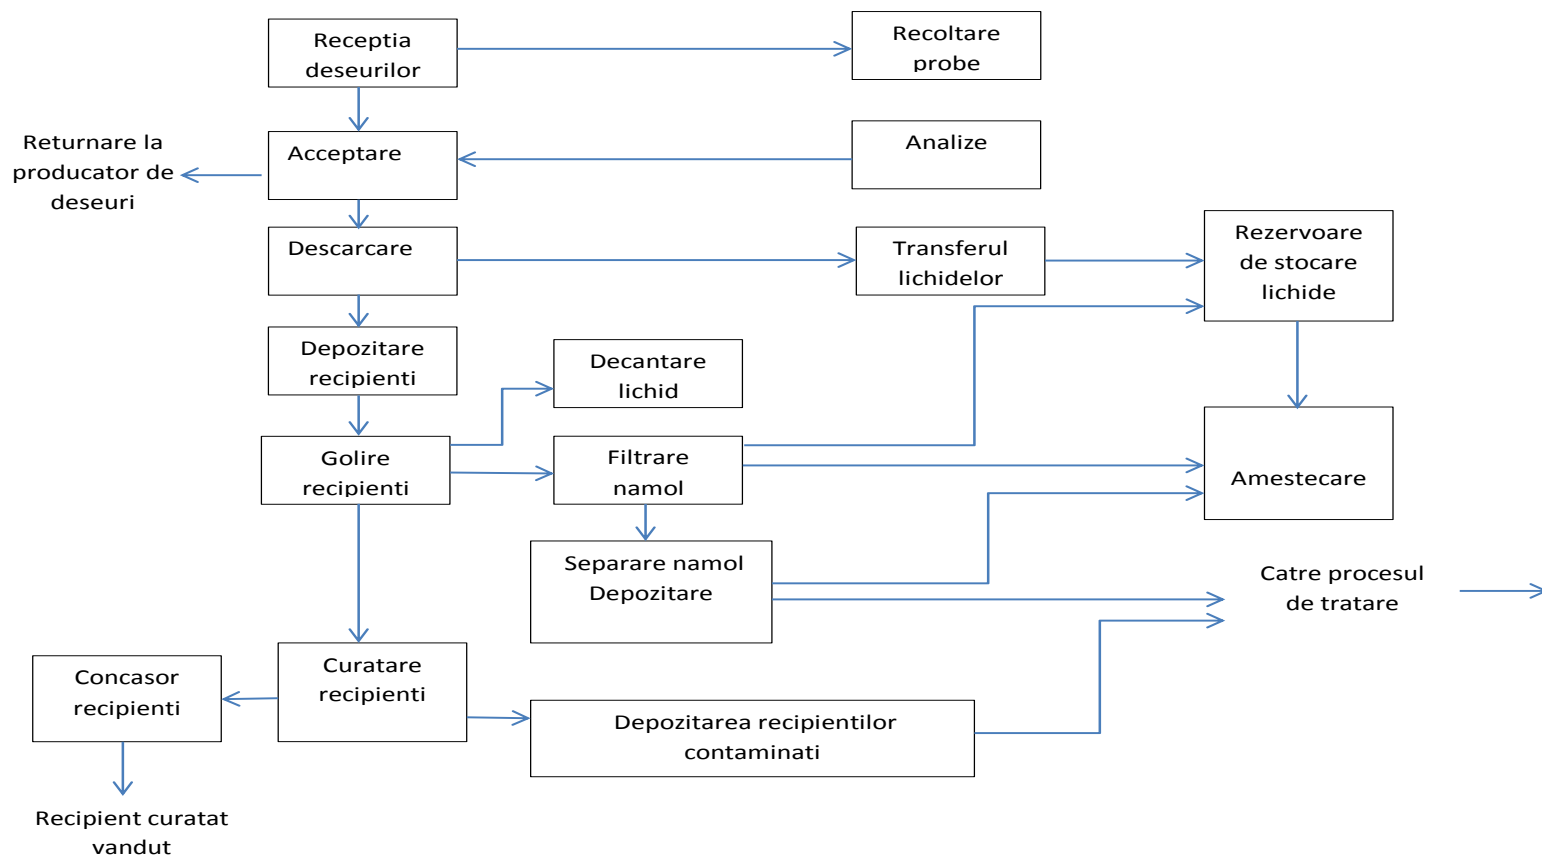 Receptia
deseurilor
Recoltare
probe
Returnare la
producator de
deseuri
Acceptare
Analize
Descarcare
Transferul
lichidelor
Rezervoare
de stocare
lichide
Depozitare
recipienti
Decantare
lichid
Golire
recipienti
Filtrare
namol
Amestecare
Separare namol
Depozitare
Catre procesul
de tratare
Concasor
recipienti
Curatare
recipienti
Depozitarea recipientilor
contaminati
Recipient curatat
vandut